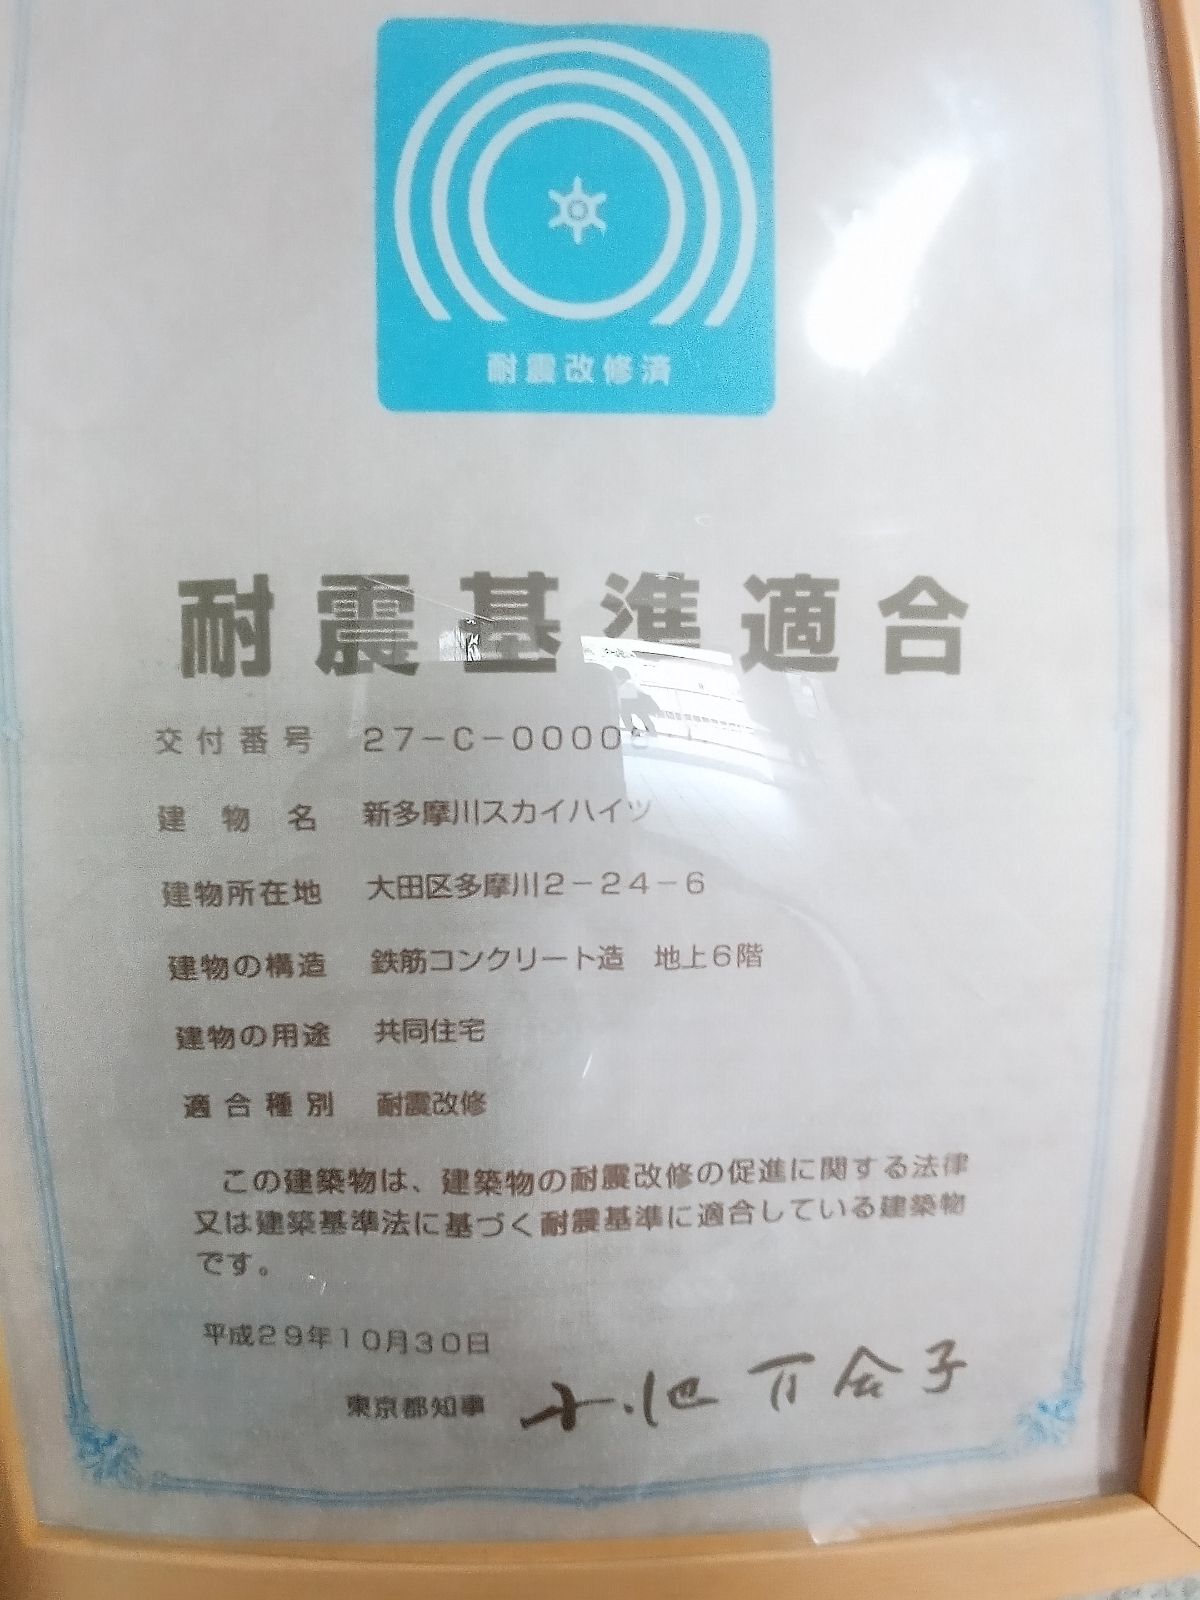 耐震改修済
耐震基準適合
交付番号 27-C-0000
建物名 新多摩川スカイハイツ
建物所在地 大田区多摩川2-24-6
建物の構造 鉄筋コンクリート造 地上6階
建物の用途 共同住宅
適合種別 耐震改修
この建築物は、建築物の耐震改修の促進に関する法律
又は建築基準法に基づく耐震基準に適合している建築物
です。
平成29年10月30日
東京都知事 小池百合子